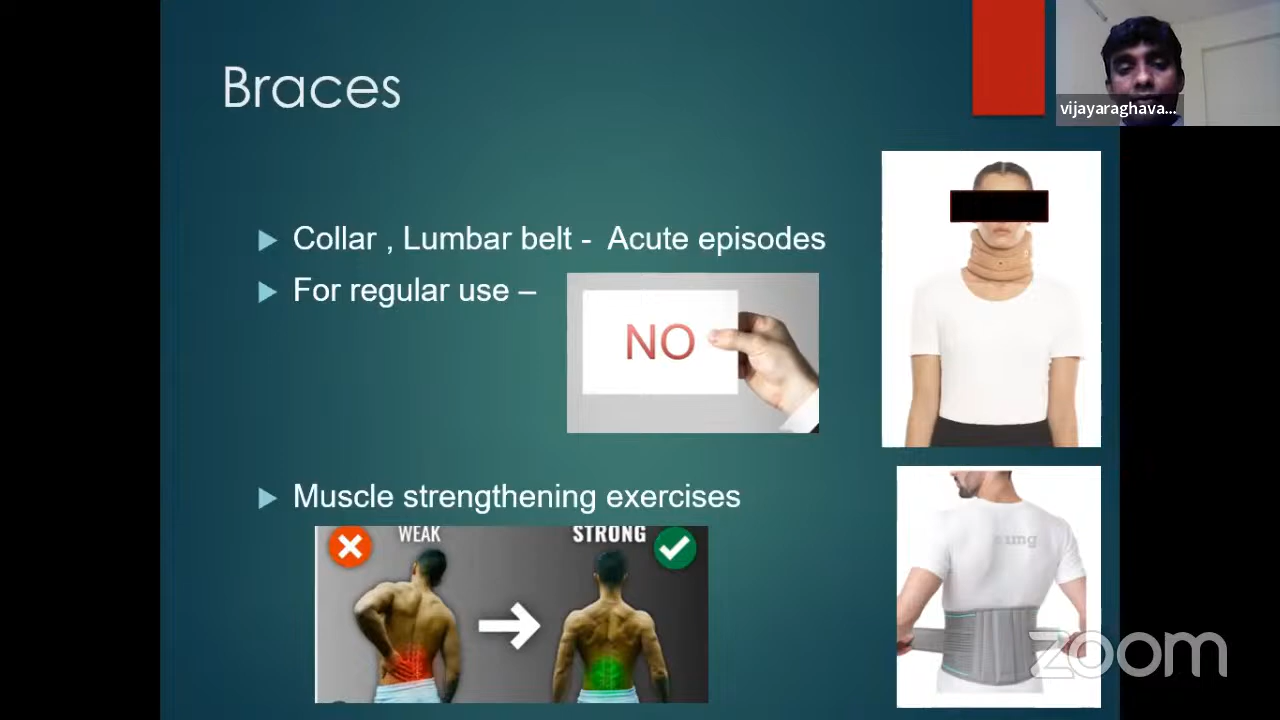 Braces
vijayaraghava...
Collar , Lumbar belt - Acute episodes
For regular use –
NO
Muscle strengthening exercises
WEAK
STRONG
zoom